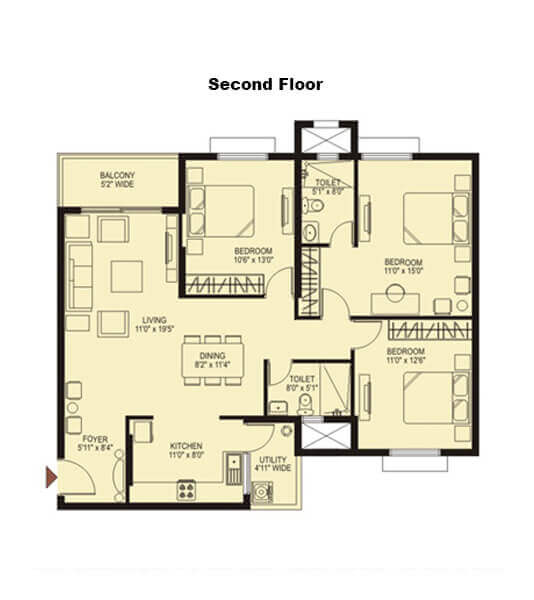 Second Floor
BALCONY
5'2" WIDE
TOILET
5'1" x 8'0"
BEDROOM
10'6" x 13'0"
BEDROOM
11'0" x 15'0"
LIVING
11'0" x 19'5"
DINING
8'2" x 11'4"
BEDROOM
11'0" x 12'6"
TOILET
8'0" x 5'1"
FOYER
5'11" x 8'4"
KITCHEN
11'0" x 8'0"
UTILITY
4'11" WIDE